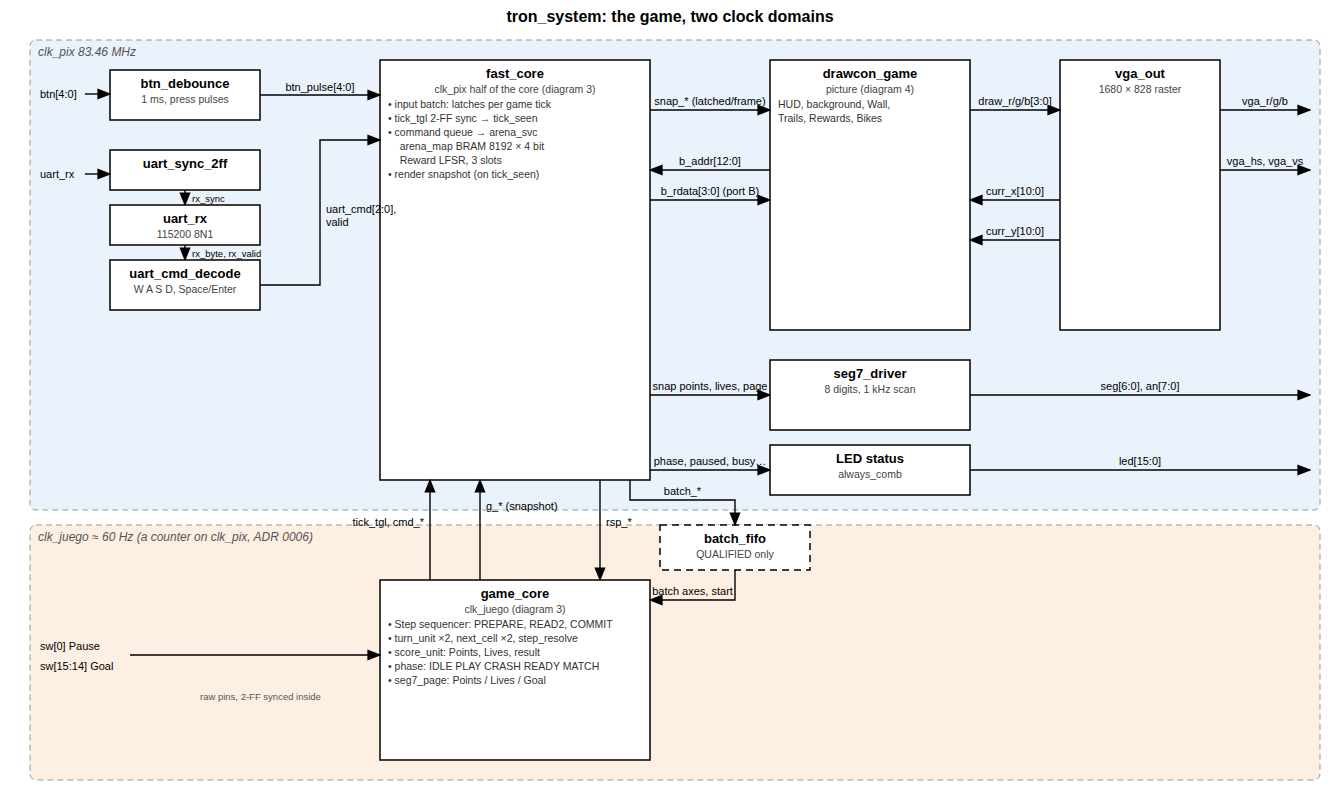 tron_system: the game, two clock domains
clk_pix 83.46 MHz
btn[4:0]
btn_debounce
1 ms, press pulses
btn_pulse[4:0]
uart_rx
uart_sync_2ff
rx_sync
uart_rx
115200 8N1
rx_byte, rx_valid
uart_cmd_decode
W A S D, Space/Enter
uart_cmd[2:0],
valid
fast_core
clk_pix half of the core (diagram 3)
• input batch: latches per game tick
• tick_tgl 2-FF sync → tick_seen
• command queue → arena_svc
arena_map BRAM 8192 × 4 bit
Reward LFSR, 3 slots
• render snapshot (on tick_seen)
snap_* (latched/frame)
b_addr[12:0]
b_rdata[3:0] (port B)
drawcon_game
picture (diagram 4)
HUD, background, Wall,
Trails, Rewards, Bikes
draw_r/g/b[3:0]
curr_x[10:0]
curr_y[10:0]
vga_out
1680 × 828 raster
vga_r/g/b
vga_hs, vga_vs
snap points, lives, page
seg7_driver
8 digits, 1 kHz scan
seg[6:0], an[7:0]
phase, paused, busy…
LED status
always_comb
led[15:0]
batch_*
g_* (snapshot)
tick_tgl, cmd_*
rsp_*
clk_juego ≈ 60 Hz (a counter on clk_pix, ADR 0006)
batch_fifo
QUALIFIED only
batch axes, start
game_core
clk_juego (diagram 3)
• Step sequencer: PREPARE, READ2, COMMIT
• turn_unit ×2, next_cell ×2, step_resolve
• score_unit: Points, Lives, result
• phase: IDLE PLAY CRASH READY MATCH
• seg7_page: Points / Lives / Goal
sw[0] Pause
sw[15:14] Goal
raw pins, 2-FF synced inside